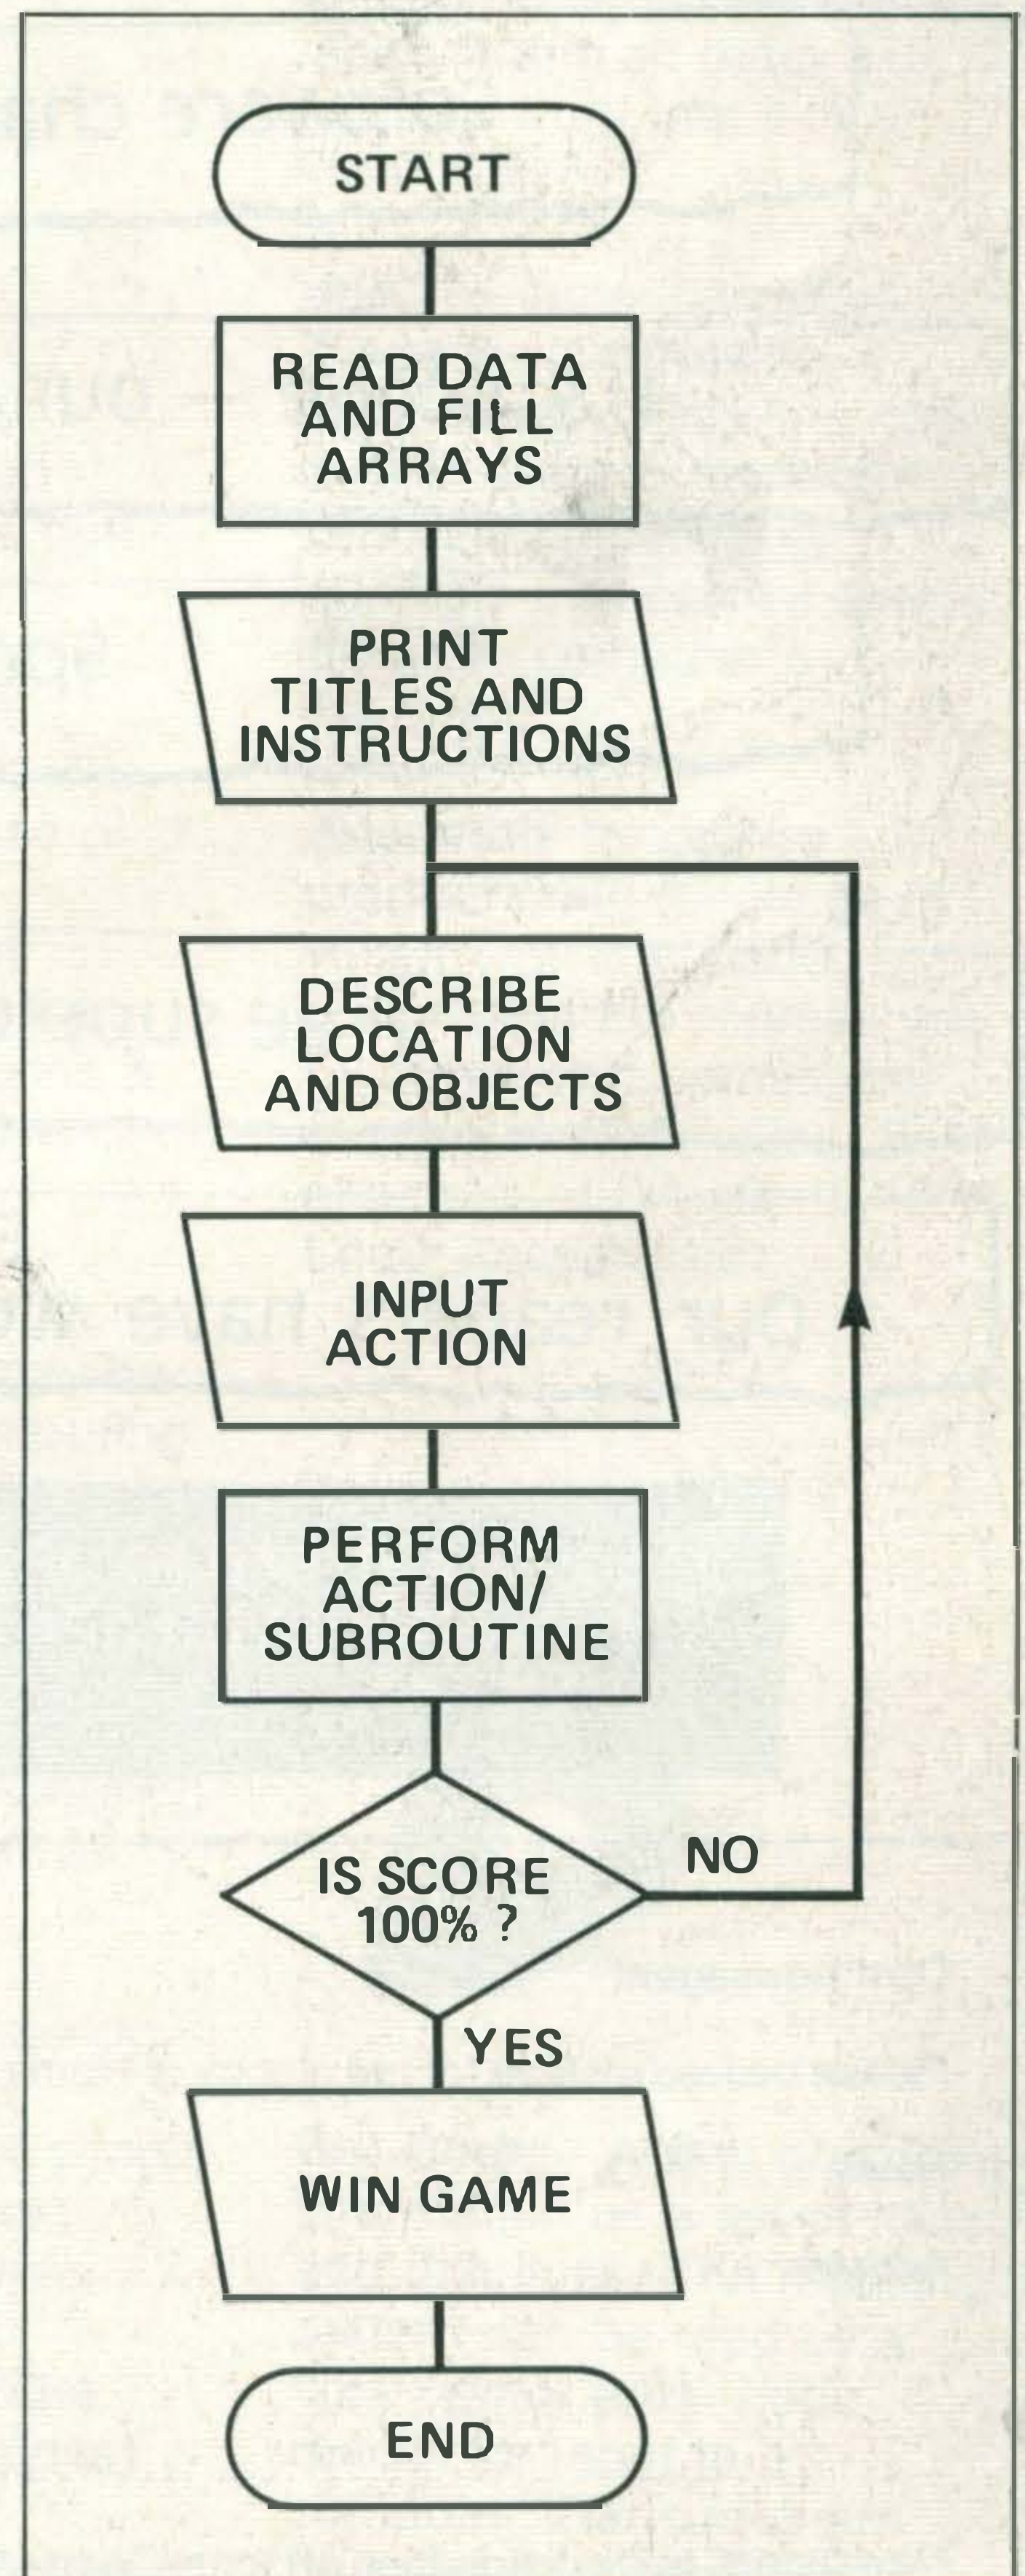 START
READ DATA
AND FILL
ARRAYS
PRINT
TITLES AND
INSTRUCTIONS
DESCRIBE
LOCATION
AND OBJECTS
INPUT
ACTION
PERFORM
ACTION/
SUBROUTINE
IS SCORE
100% ?
NO
YES
WIN GAME
END